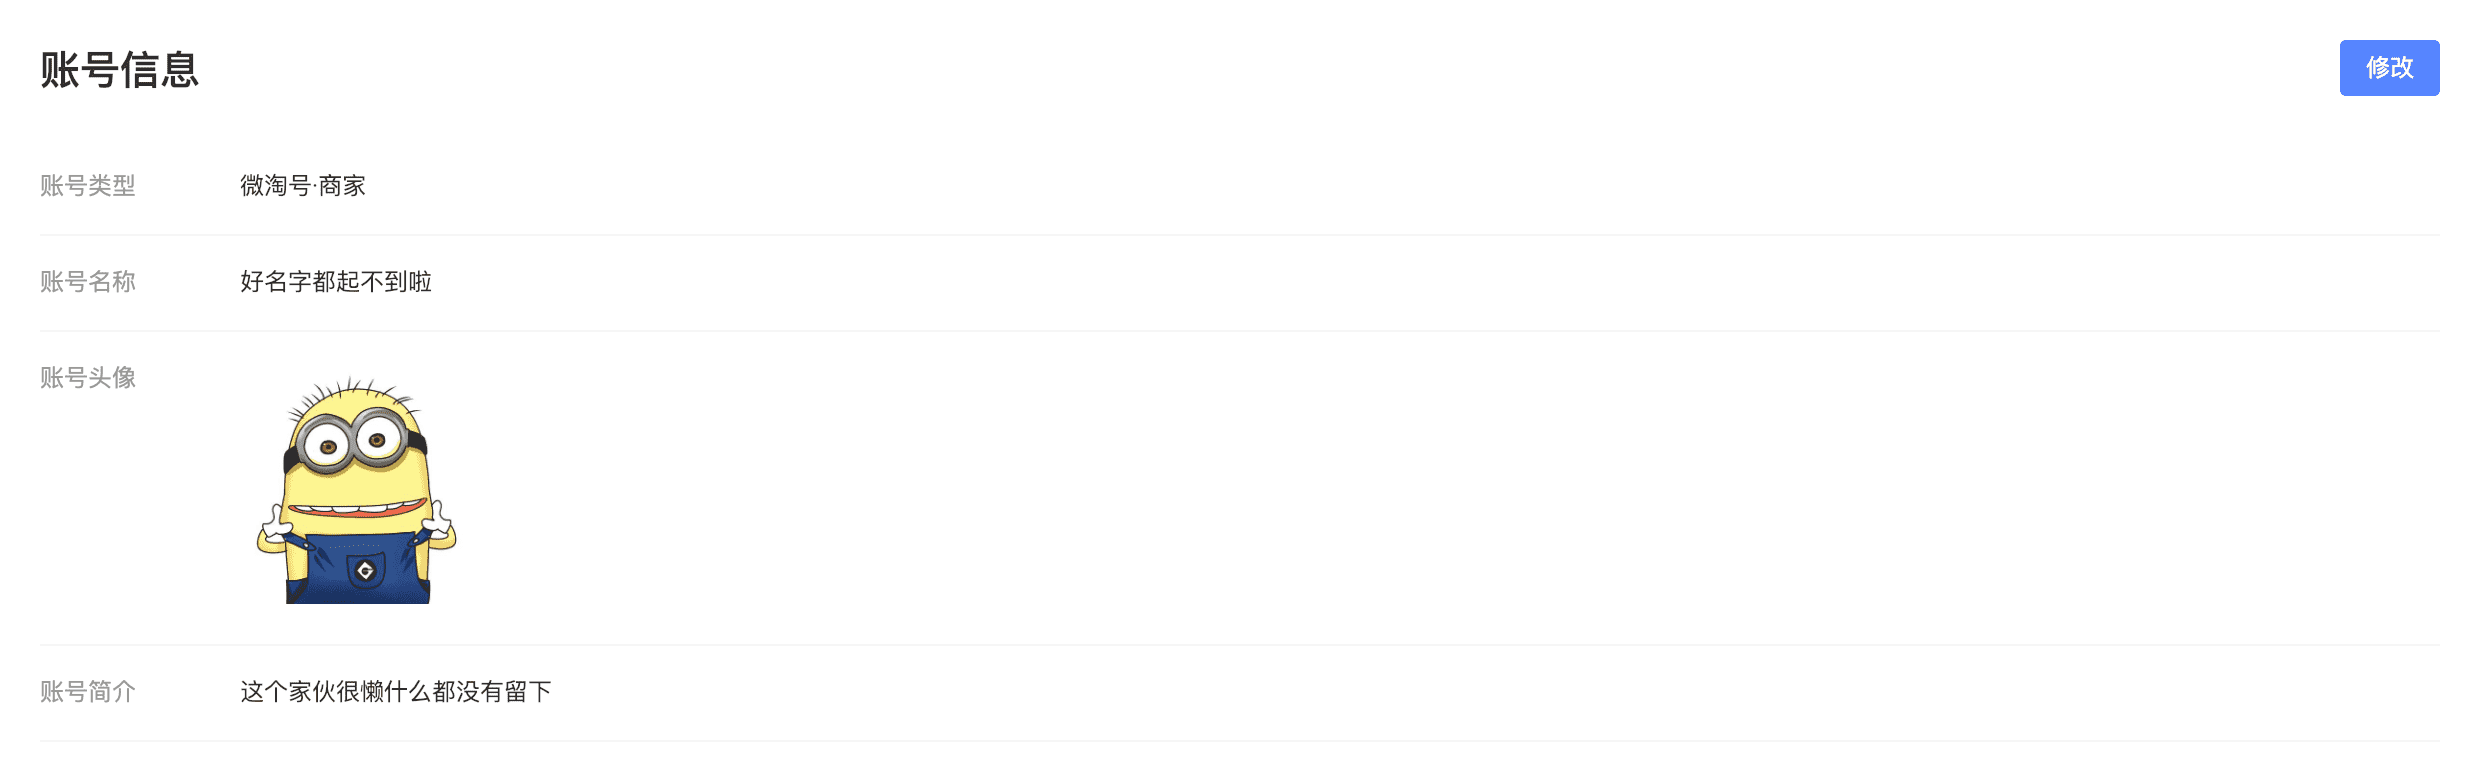 账号信息
修改
账号类型 微淘号·商家
账号名称 好名字都起不到啦
账号头像
账号简介 这个家伙很懒什么都没有留下